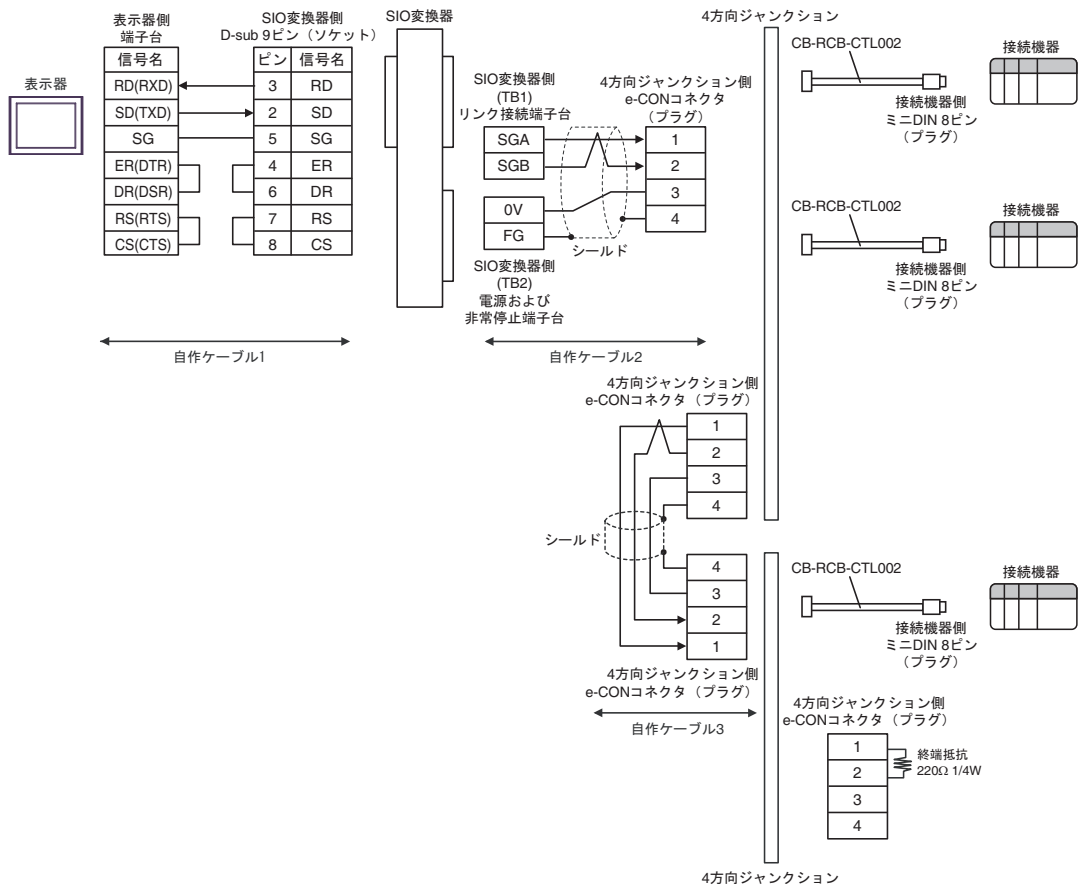 表示器
表示器側
端子台
信号名
RD(RXD)
SD(TXD)
SG
ER(DTR)
DR(DSR)
RS(RTS)
CS(CTS)
SIO変換器側
D-sub 9ピン（ソケット）
ピン 信号名
3 RD
2 SD
5 SG
4 ER
6 DR
7 RS
8 CS
自作ケーブル1
SIO変換器
SIO変換器側
(TB1)
リンク接続端子台
SGA
SGB
0V
FG
SIO変換器側
(TB2)
電源および
非常停止端子台
シールド
4方向ジャンクション側
e-CONコネクタ
（プラグ）
1
2
3
4
自作ケーブル2
4方向ジャンクション
CB-RCB-CTL002
接続機器側
ミニDIN 8ピン
（プラグ）
接続機器
CB-RCB-CTL002
接続機器側
ミニDIN 8ピン
（プラグ）
接続機器
4方向ジャンクション側
e-CONコネクタ（プラグ）
1
2
3
4
シールド
4
3
2
1
4方向ジャンクション側
e-CONコネクタ（プラグ）
自作ケーブル3
CB-RCB-CTL002
接続機器側
ミニDIN 8ピン
（プラグ）
接続機器
4方向ジャンクション側
e-CONコネクタ（プラグ）
1
2
3
4
終端抵抗
220Ω 1/4W
4方向ジャンクション